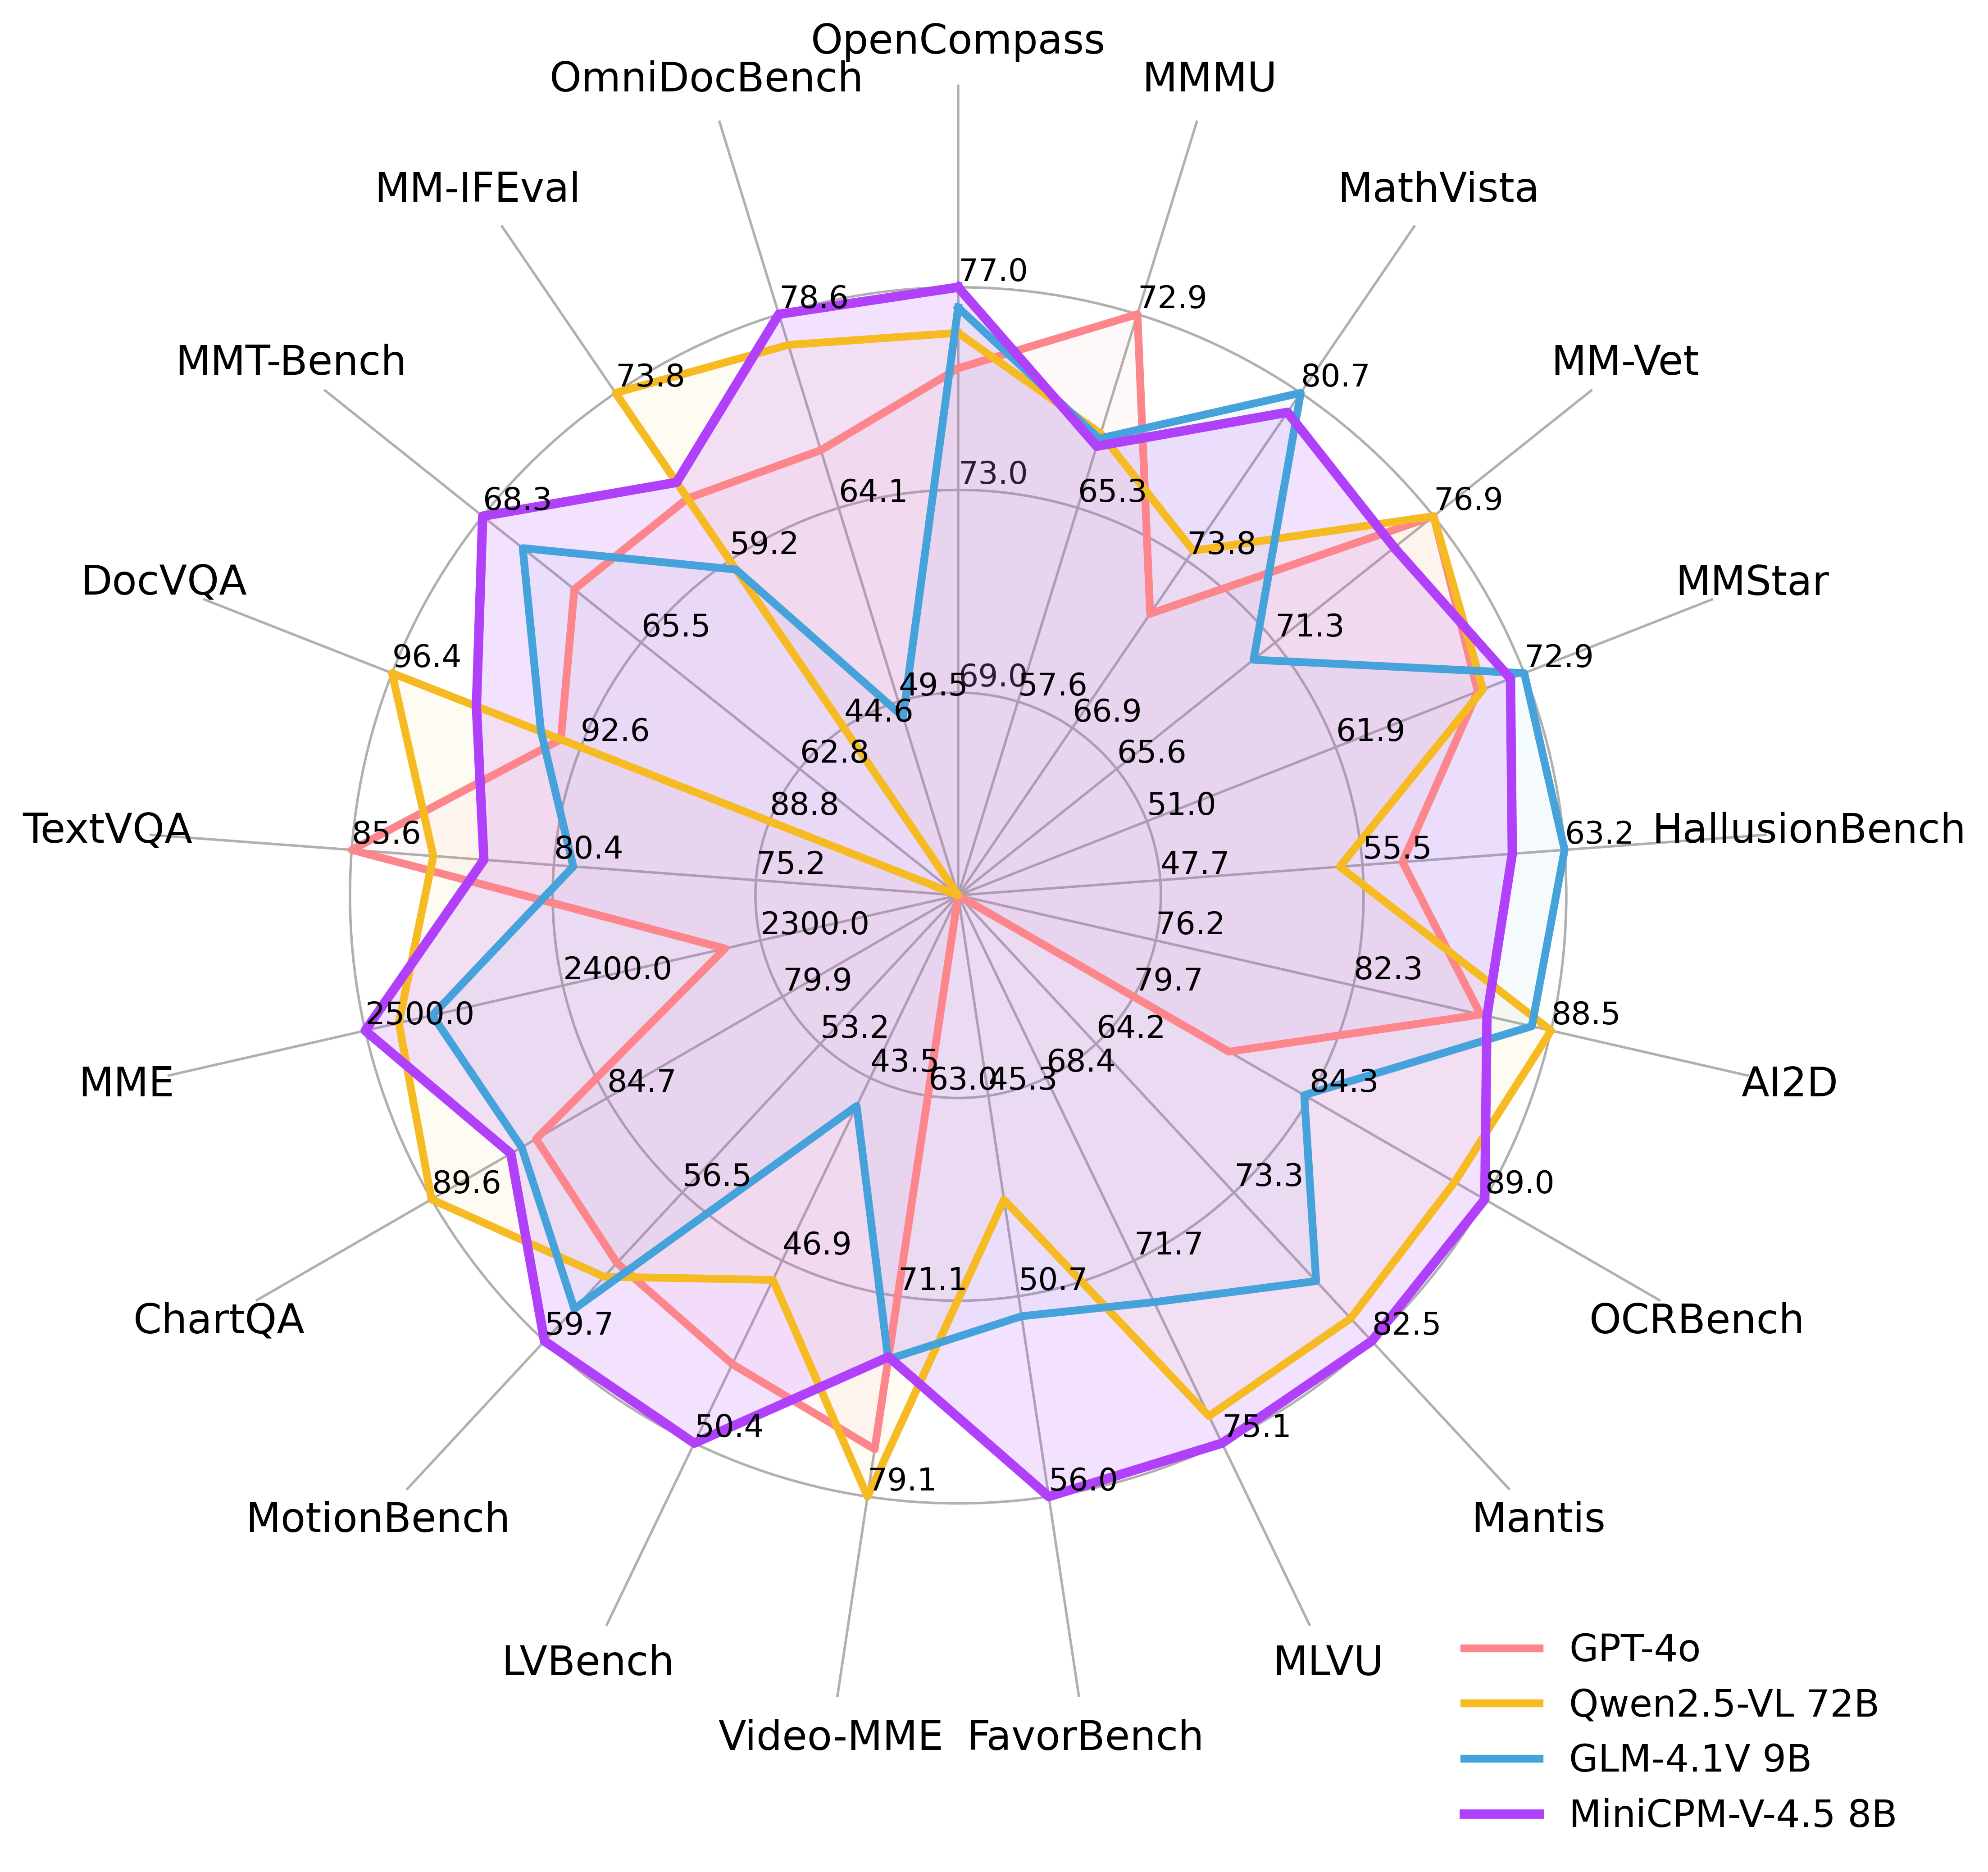 OpenCompass
OmniDocBench
MMMU
MM-IFEval
MathVista
MMT-Bench
MM-Vet
DocVQA
MMStar
TextVQA
HallusionBench
MME
AI2D
ChartQA
OCRBench
MotionBench
Mantis
LVBench
MLVU
Video-MME
FavorBench
77.0
73.0
69.0
72.9
65.3
57.6
80.7
73.8
66.9
76.9
71.3
65.6
72.9
61.9
51.0
63.2
55.5
47.7
88.5
82.3
76.2
89.0
84.3
79.7
82.5
73.3
64.2
75.1
71.7
68.4
56.0
50.7
45.3
79.1
71.1
63.0
50.4
46.9
43.5
59.7
56.5
53.2
89.6
84.7
79.9
2500.0
2400.0
2300.0
85.6
80.4
75.2
96.4
92.6
88.8
68.3
65.5
62.8
73.8
59.2
44.6
78.6
64.1
49.5
GPT-4o
Qwen2.5-VL 72B
GLM-4.1V 9B
MiniCPM-V-4.5 8B